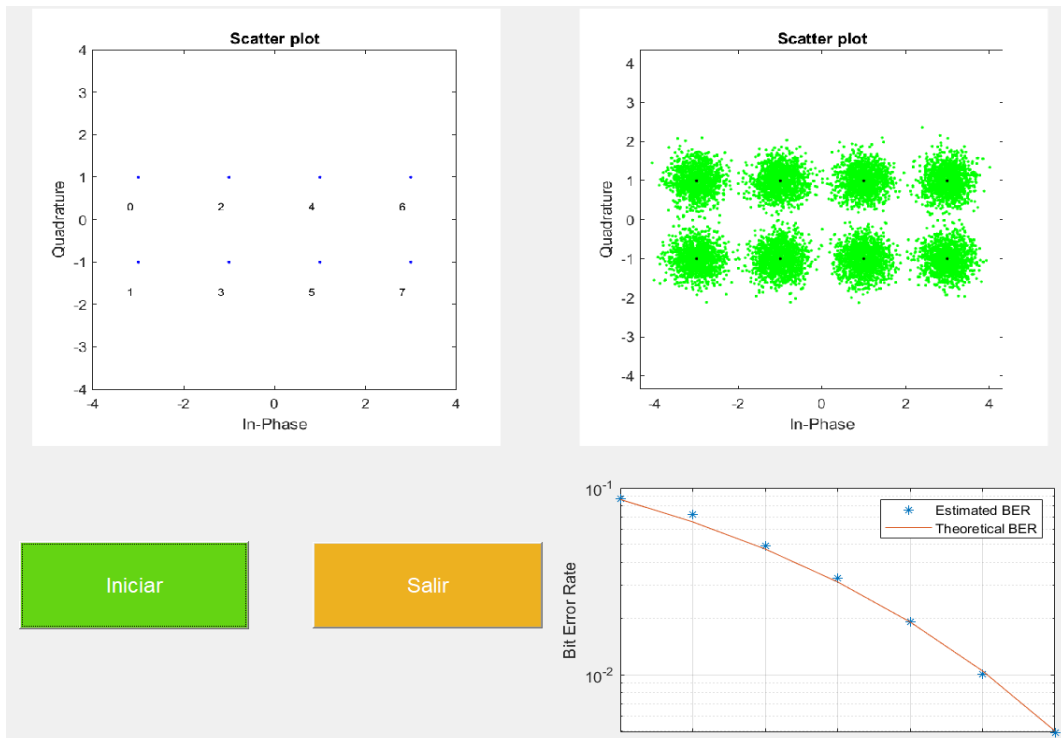 Scatter plot
4
3
2
1
0
-1
-2
-3
-4
Quadrature
0 2 4 6
1 3 5 7
-4 -2 0 2 4
In-Phase
Scatter plot
4
3
2
1
0
-1
-2
-3
-4
Quadrature
-4 -2 0 2 4
In-Phase
Iniciar
Salir
10-1
10-2
Bit Error Rate
Estimated BER
Theoretical BER